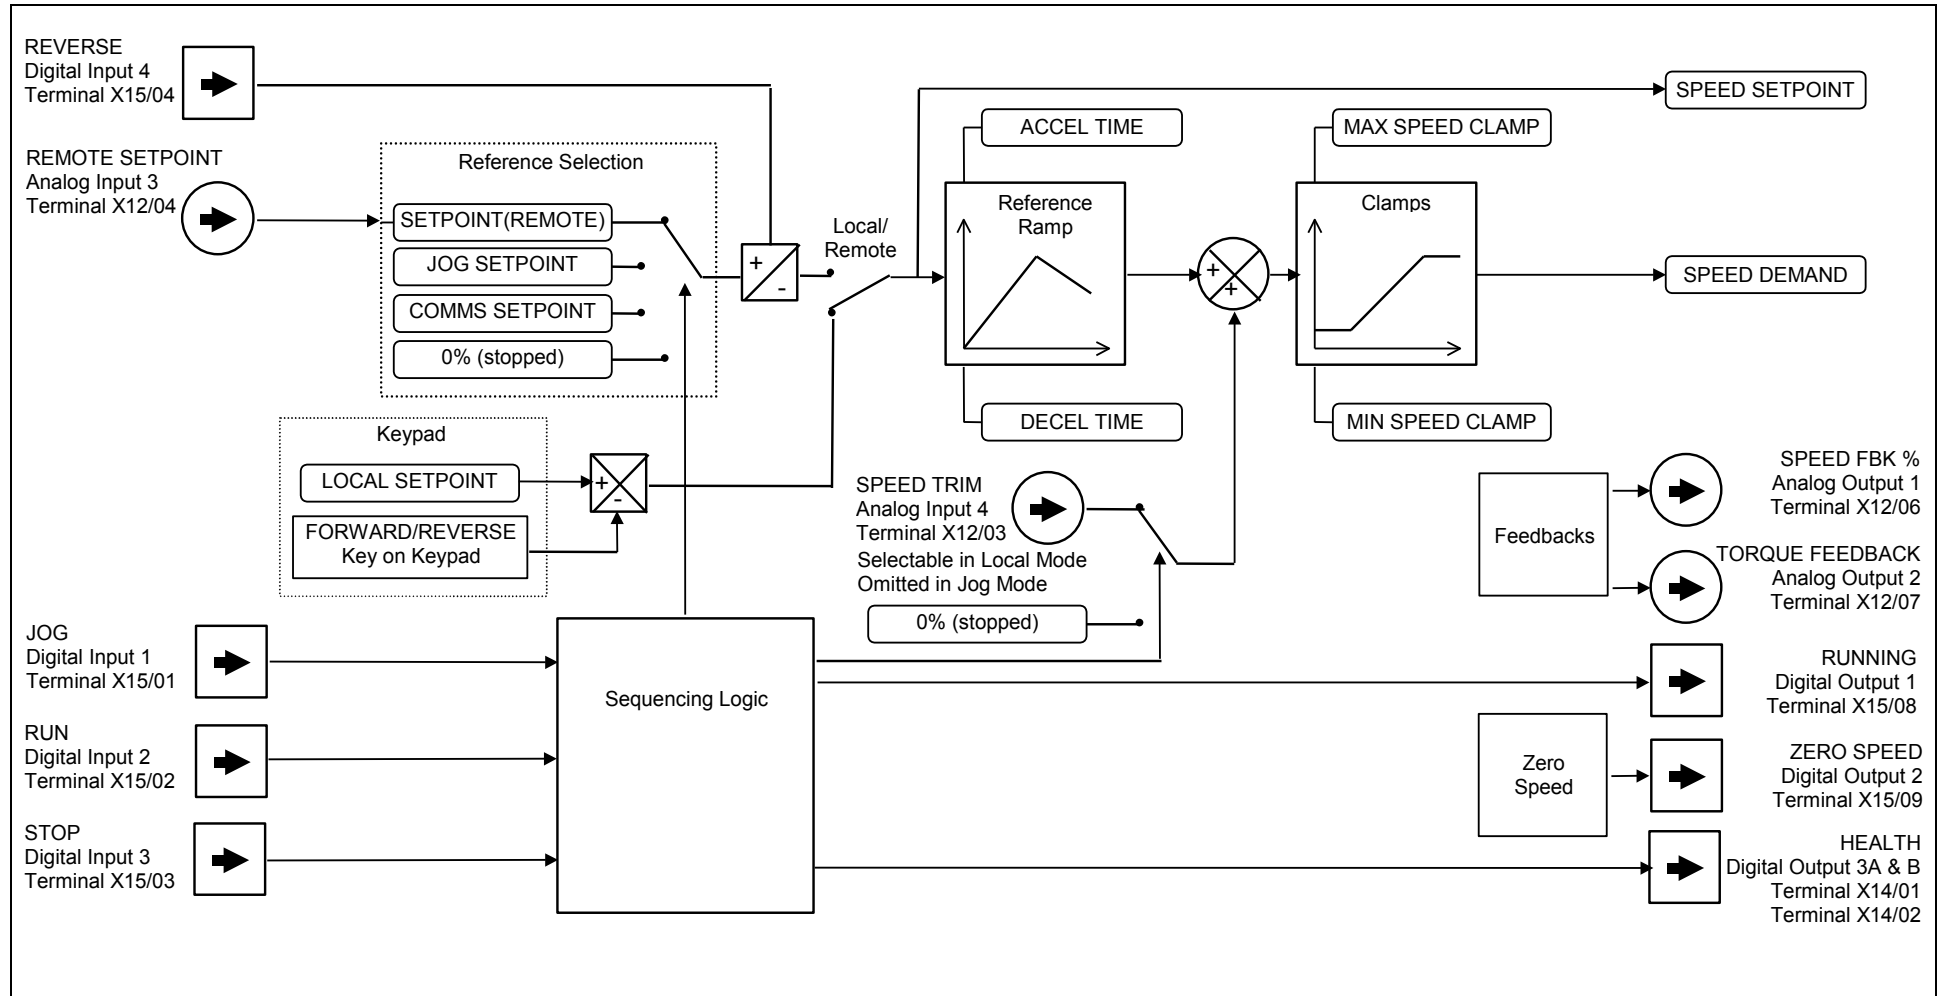 REVERSE
Digital Input 4
Terminal X15/04
REMOTE SETPOINT
Analog Input 3
Terminal X12/04
Reference Selection
SETPOINT(REMOTE)
JOG SETPOINT
COMMS SETPOINT
0% (stopped)
+
-
Local/
Remote
Keypad
LOCAL SETPOINT
FORWARD/REVERSE
Key on Keypad
+
-
ACCEL TIME
Reference
Ramp
DECEL TIME
+
+
MAX SPEED CLAMP
Clamps
MIN SPEED CLAMP
SPEED SETPOINT
SPEED DEMAND
SPEED TRIM
Analog Input 4
Terminal X12/03
Selectable in Local Mode
Omitted in Jog Mode
0% (stopped)
Feedbacks
SPEED FBK %
Analog Output 1
Terminal X12/06
TORQUE FEEDBACK
Analog Output 2
Terminal X12/07
JOG
Digital Input 1
Terminal X15/01
RUN
Digital Input 2
Terminal X15/02
STOP
Digital Input 3
Terminal X15/03
Sequencing Logic
RUNNING
Digital Output 1
Terminal X15/08
Zero
Speed
ZERO SPEED
Digital Output 2
Terminal X15/09
HEALTH
Digital Output 3A & B
Terminal X14/01
Terminal X14/02